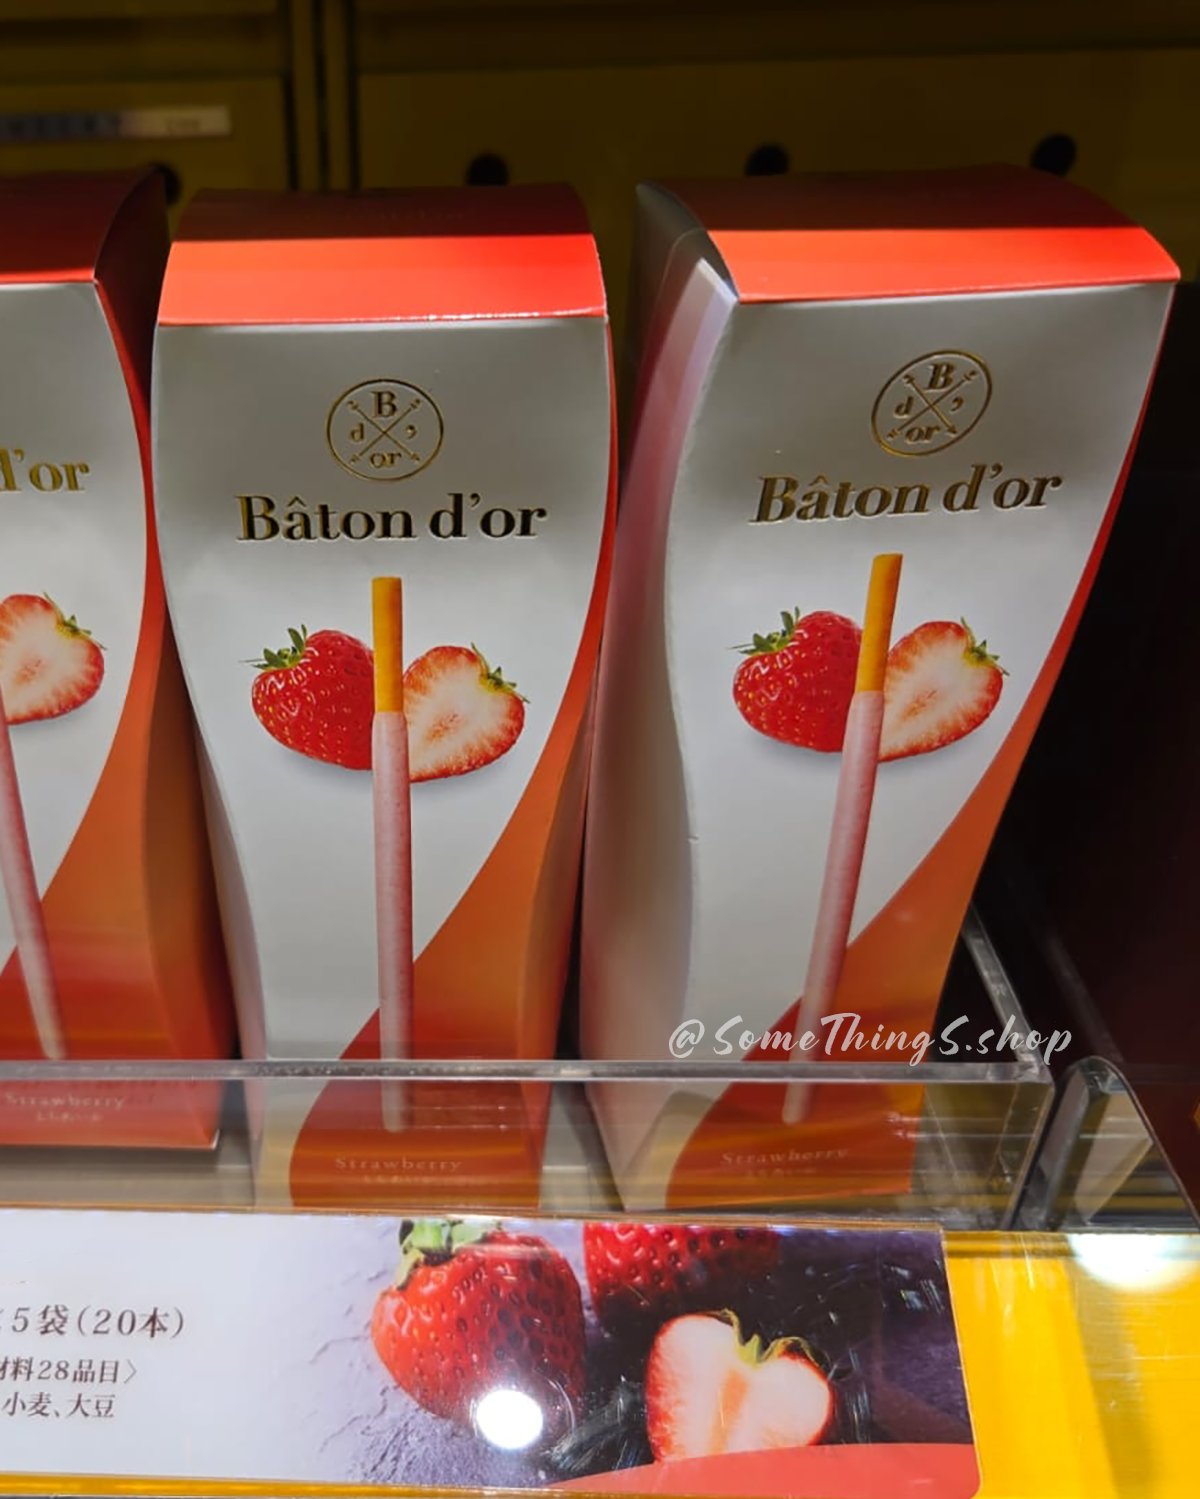 d'or
B
d '
or
Bâton d'or
B
d '
or
Bâton d'or
@SomeThingS.shop
Strawberry
Strawberry
Strawberry
5袋(20本)
材料28品目〉
小麦、大豆